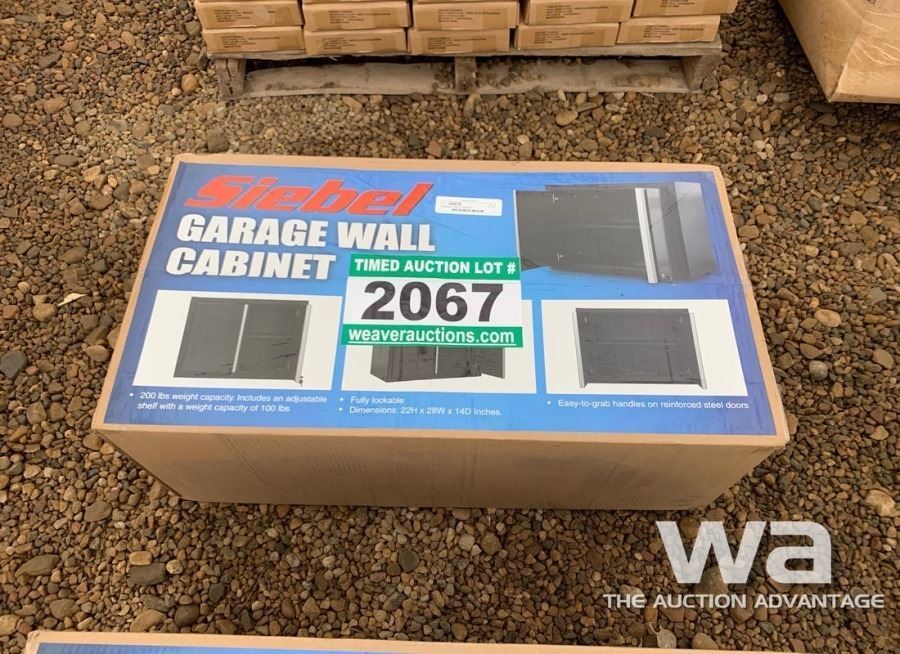 Siebel
GARAGE WALL
CABINET
TIMED AUCTION LOT #
2067
weaverauctions.com
• 200 lbs weight capacity. Includes an adjustable
shelf with a weight capacity of 100 lbs
• Fully lockable
• Dimensions: 22H x 28W x 14D Inches.
• Easy-to-grab handles on reinforced steel doors
wa
THE AUCTION ADVANTAGE